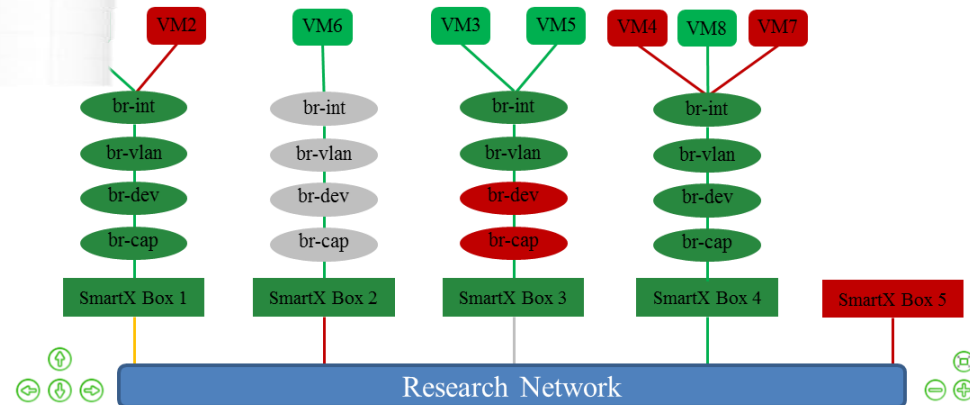 VM2 VM6 VM3 VM5 VM4 VM8 VM7
br-int br-int br-int br-int
br-vlan br-vlan br-vlan br-vlan
br-dev br-dev br-dev br-dev
br-cap br-cap br-cap br-cap
SmartX Box 1 SmartX Box 2 SmartX Box 3 SmartX Box 4 SmartX Box 5
Research Network